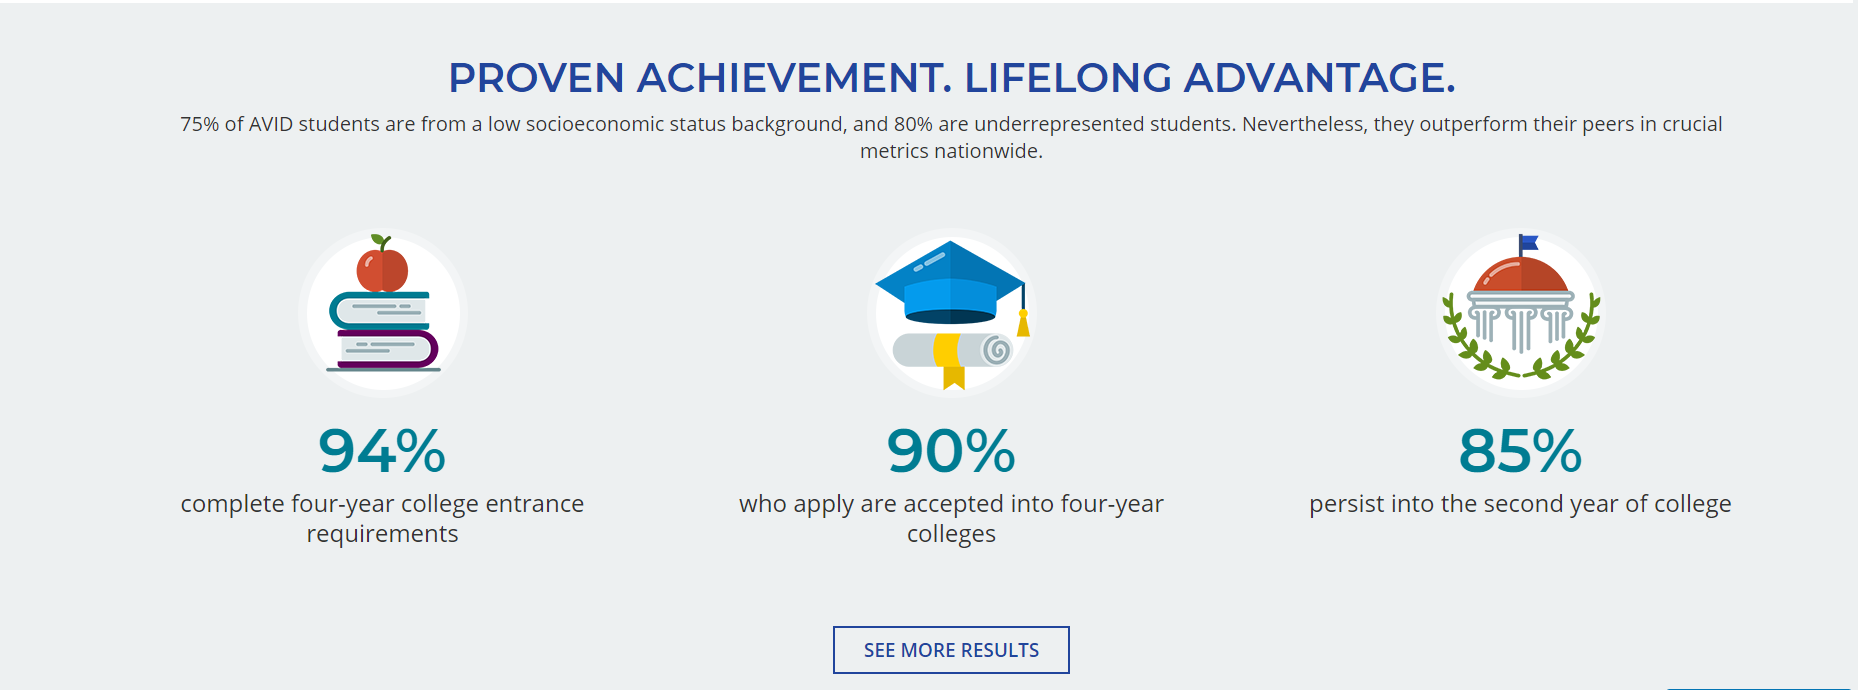 PROVEN ACHIEVEMENT. LIFELONG ADVANTAGE.
75% of AVID students are from a low socioeconomic status background, and 80% are underrepresented students. Nevertheless, they outperform their peers in crucial
metrics nationwide.
94%
complete four-year college entrance
requirements
90%
who apply are accepted into four-year
colleges
85%
persist into the second year of college
SEE MORE RESULTS